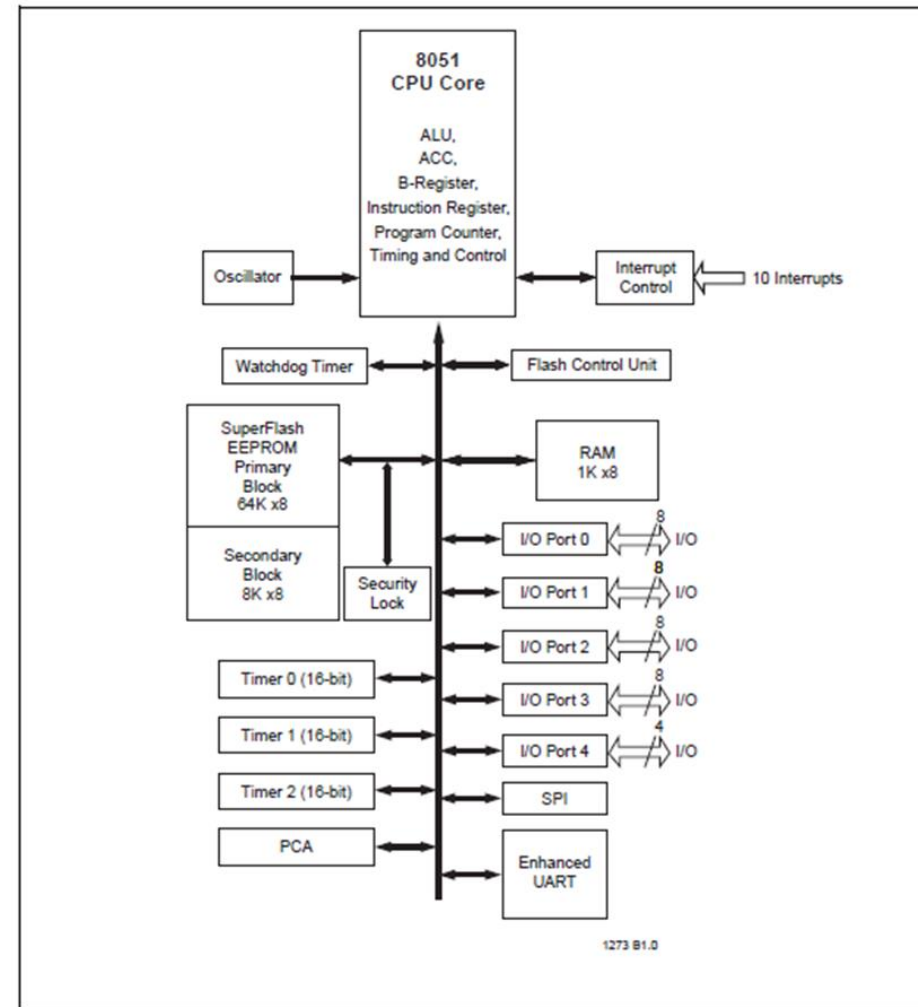 8051
CPU Core
ALU,
ACC,
B-Register,
Instruction Register,
Program Counter,
Timing and Control
Oscillator
Interrupt
Control
10 Interrupts
Watchdog Timer
Flash Control Unit
SuperFlash
EEPROM
Primary
Block
64K x8
Secondary
Block
8K x8
Security
Lock
RAM
1K x8
8
I/O Port 0
I/O
8
I/O Port 1
I/O
8
I/O Port 2
I/O
8
I/O Port 3
I/O
4
I/O Port 4
I/O
Timer 0 (16-bit)
Timer 1 (16-bit)
Timer 2 (16-bit)
PCA
SPI
Enhanced
UART
1273 B1.0